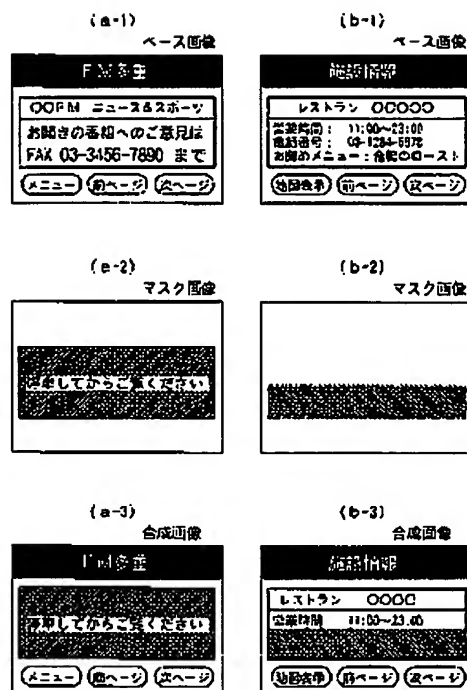 (a-1)
ベース画像
FM多重
〇〇FM ニュース&スポーツ
お聞きの番組へのご意見は
FAX 03-3456-7890 まで
(メニュー) (前ページ) (次ページ)
(b-1)
ベース画像
施設情報
レストラン 〇〇〇〇〇
営業時間: 11:00~23:00
電話番号: 03-1234-5678
お奨めメニュー:
(地図表示) (前ページ) (次ページ)
(a-2)
マスク画像
停車してからご覧ください
(b-2)
マスク画像
(a-3)
合成画像
FM多重
停車してからご覧ください
(メニュー) (前ページ) (次ページ)
(b-3)
合成画像
施設情報
レストラン 〇〇〇〇
営業時間 11:00~23:00
(地図表示) (前ページ) (次ページ)